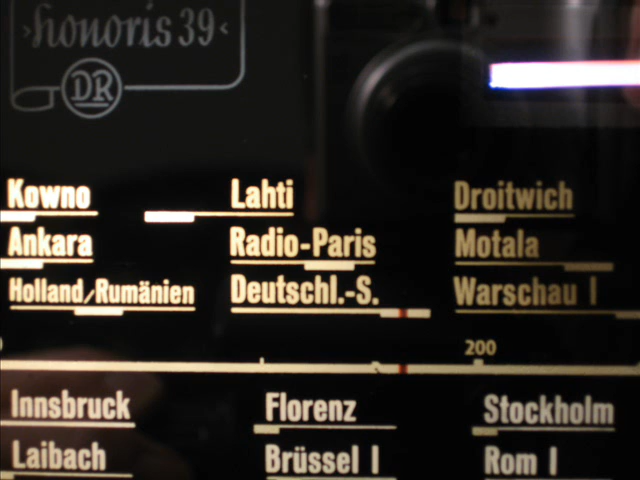 ›honoris 39‹
DR
Kowno Lahti Droitwich
Ankara Radio-Paris Motala
Holland/Rumänien Deutschl.-S. Warschau I
200
Innsbruck Florenz Stockholm
Laibach Brüssel I Rom I